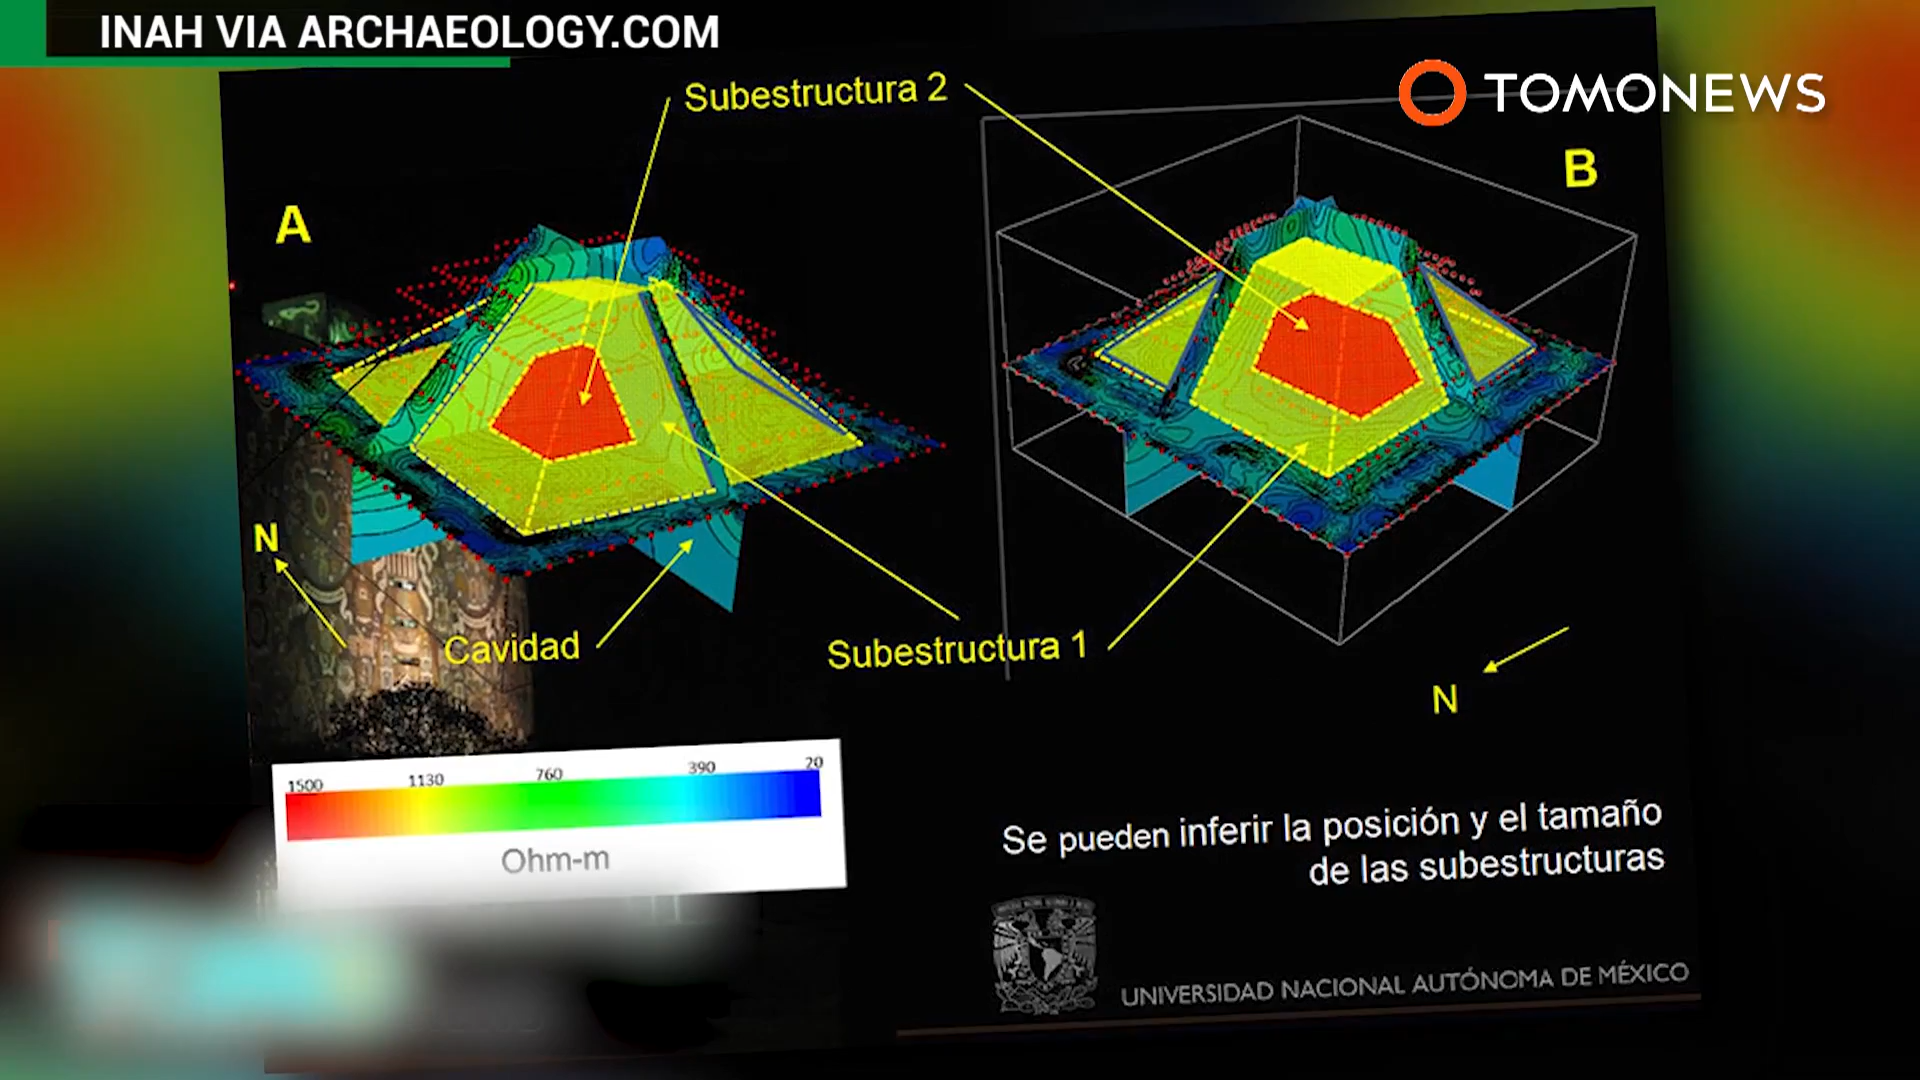 INAH VIA ARCHAEOLOGY.COM
TOMONEWS
Subestructura 2
A
B
N
Cavidad
Subestructura 1
N
1500 1130 760 390 20
Ohm-m
Se pueden inferir la posición y el tamaño
de las subestructuras
UNIVERSIDAD NACIONAL AUTÓNOMA DE MÉXICO